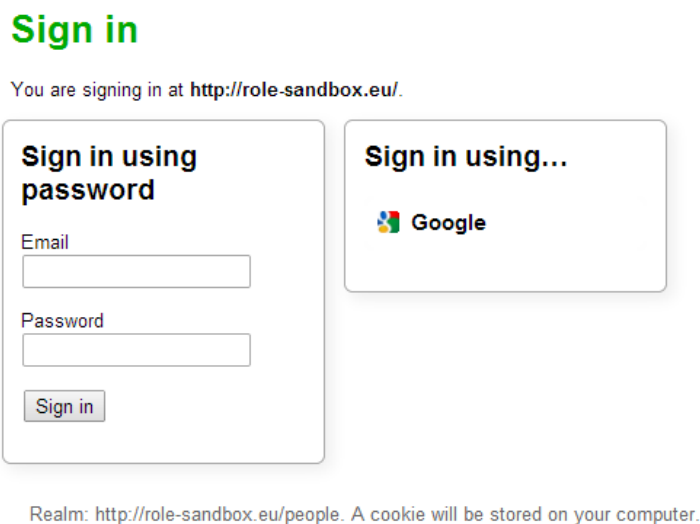 Sign in
You are signing in at http://role-sandbox.eu/.
Sign in using
password
Email
Password
Sign in
Sign in using...
Google
Realm: http://role-sandbox.eu/people. A cookie will be stored on your computer.